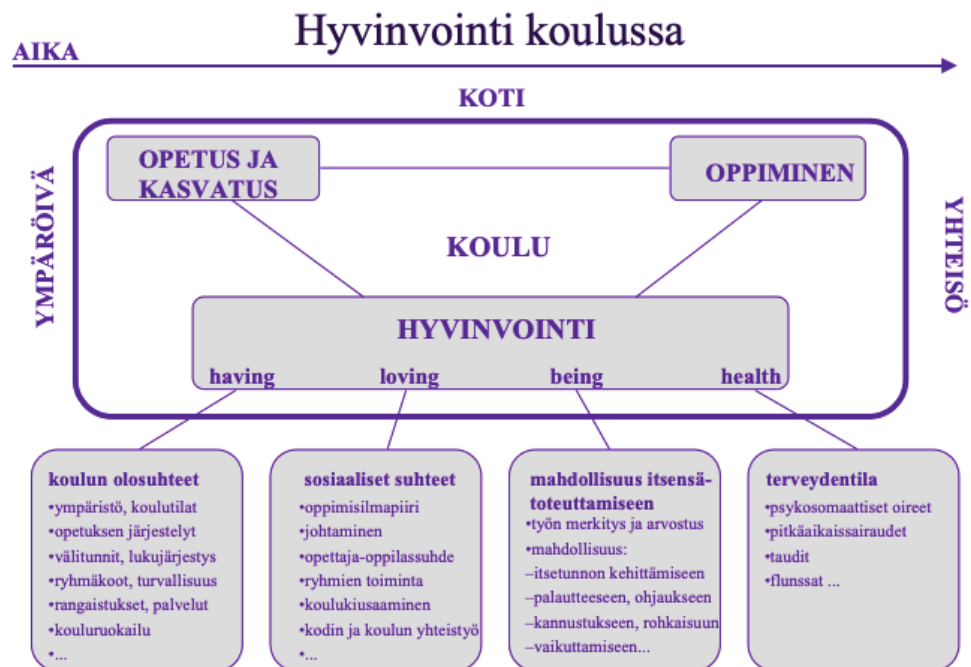 Hyvinvointi koulussa
AIKA
KOTI
YMPÄRÖIVÄ
OPETUS JA
KASVATUS
OPPIMINEN
YHTEISÖ
KOULU
HYVINVOINTI
having loving being health
koulun olosuhteet
•ympäristö, koulutilat
•opetuksen järjestelyt
•välitunnit, lukujärjestys
•ryhmäkoot, turvallisuus
•rangaistukset, palvelut
•kouluruokailu
•...
sosiaaliset suhteet
•oppimisilmapiiri
•johtaminen
•opettaja-oppilassuhde
•ryhmien toiminta
•koulukiusaaminen
•kodin ja koulun yhteistyö
•...
mahdollisuus itsensä-
toteuttamiseen
•työn merkitys ja arvostus
•mahdollisuus:
–itsetunnon kehittämiseen
–palautteeseen, ohjaukseen
–kannustukseen, rohkaisuun
–vaikuttamiseen...
terveydentila
•psykosomaattiset oireet
•pitkäaikaissairaudet
•taudit
•flunssat ...